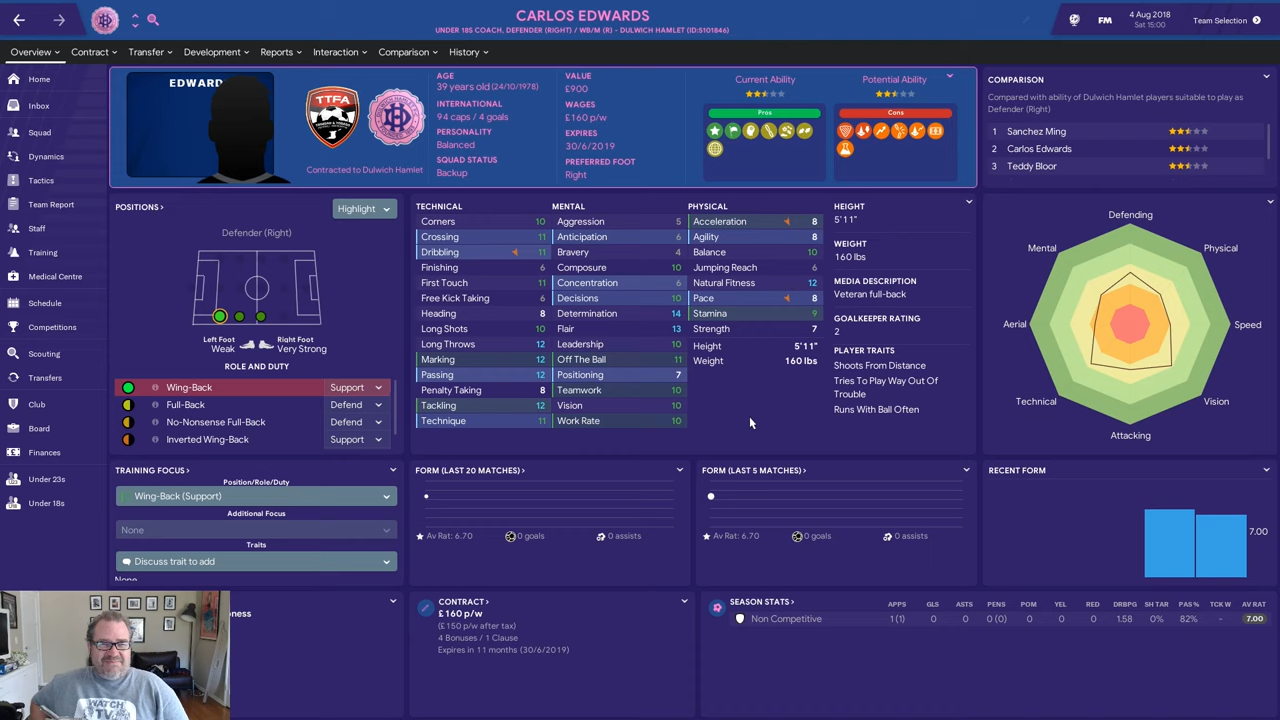 CARLOS EDWARDS
UNDER 18S COACH, DEFENDER (RIGHT) / WB/M (R) - DULWICH HAMLET (ID:5101846)
FM
4 Aug 2018
Sat 15:00
Team Selection
Overview
Contract
Transfer
Development
Reports
Interaction
Comparison
History
Home
Inbox
Squad
Dynamics
Tactics
Team Report
Staff
Training
Medical Centre
Schedule
Competitions
Scouting
Transfers
Club
Board
Finances
Under 23s
Under 18s
EDWARD
TTFA
Contracted to Dulwich Hamlet
AGE
39 years old (24/10/1978)
INTERNATIONAL
94 caps / 4 goals
PERSONALITY
Balanced
SQUAD STATUS
Backup
VALUE
£900
WAGES
£160 p/w
EXPIRES
30/6/2019
PREFERRED FOOT
Right
Current Ability
Pros
Potential Ability
Cons
COMPARISON
Compared with ability of Dulwich Hamlet players suitable to play as
Defender (Right)
1 Sanchez Ming
2 Carlos Edwards
3 Teddy Bloor
POSITIONS
Highlight
Defender (Right)
Left Foot
Weak
Right Foot
Very Strong
ROLE AND DUTY
Wing-Back Support
Full-Back Defend
No-Nonsense Full-Back Defend
Inverted Wing-Back Support
TECHNICAL
Corners 10
Crossing 11
Dribbling 11
Finishing 6
First Touch 11
Free Kick Taking 6
Heading 8
Long Shots 10
Long Throws 12
Marking 12
Passing 12
Penalty Taking 8
Tackling 12
Technique 11
MENTAL
Aggression 5
Anticipation 6
Bravery 4
Composure 10
Concentration 6
Decisions 10
Determination 14
Flair 13
Leadership 10
Off The Ball 11
Positioning 7
Teamwork 10
Vision 10
Work Rate 10
PHYSICAL
Acceleration 8
Agility 8
Balance 10
Jumping Reach 6
Natural Fitness 12
Pace 8
Stamina 9
Strength 7
Height 5'11"
Weight 160 lbs
HEIGHT
5'11"
WEIGHT
160 lbs
MEDIA DESCRIPTION
Veteran full-back
GOALKEEPER RATING
2
PLAYER TRAITS
Shoots From Distance
Tries To Play Way Out Of
Trouble
Runs With Ball Often
Defending
Physical
Speed
Vision
Attacking
Technical
Aerial
Mental
TRAINING FOCUS
Position/Role/Duty
Wing-Back (Support)
Additional Focus
None
Traits
Discuss trait to add
None
FORM (LAST 20 MATCHES)
Av Rat: 6.70
0 goals
0 assists
FORM (LAST 5 MATCHES)
Av Rat: 6.70
0 goals
0 assists
RECENT FORM
7.00
CONTRACT
£160 p/w
(£150 p/w after tax)
4 Bonuses / 1 Clause
Expires in 11 months (30/6/2019)
SEASON STATS
APPS GLS ASTS PENS POM YEL RED DRBPG SH TAR PAS % TCK W AV RAT
Non Competitive 1 (1) 0 0 0 (0) 0 0 0 1.58 0% 82% - 7.00
WATCH
TV